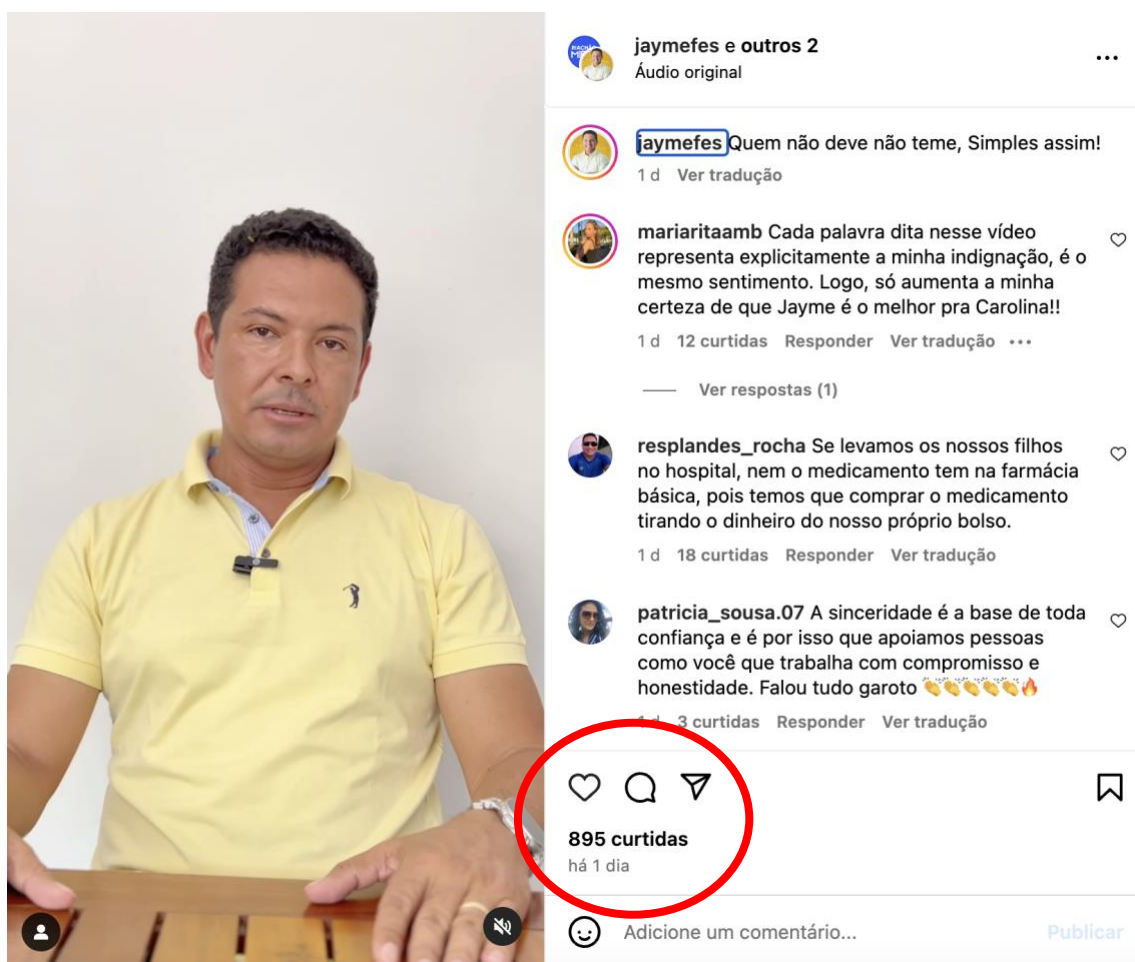 jaymefes e outros 2
Áudio original
jaymefes Quem não deve não teme, Simples assim!
1 d Ver tradução
mariaritaamb Cada palavra dita nesse vídeo
representa explicitamente a minha indignação, é o
mesmo sentimento. Logo, só aumenta a minha
certeza de que Jayme é o melhor pra Carolina!!
1 d 12 curtidas Responder Ver tradução
Ver respostas (1)
resplandes_rocha Se levamos os nossos filhos
no hospital, nem o medicamento tem na farmácia
básica, pois temos que comprar o medicamento
tirando o dinheiro do nosso próprio bolso.
1 d 18 curtidas Responder Ver tradução
patricia_sousa.07 A sinceridade é a base de toda
confiança e é por isso que apoiamos pessoas
como você que trabalha com compromisso e
honestidade. Falou tudo garoto 👏👏👏👏👏🔥
1 d 3 curtidas Responder Ver tradução
895 curtidas
há 1 dia
Adicione um comentário...
Publicar